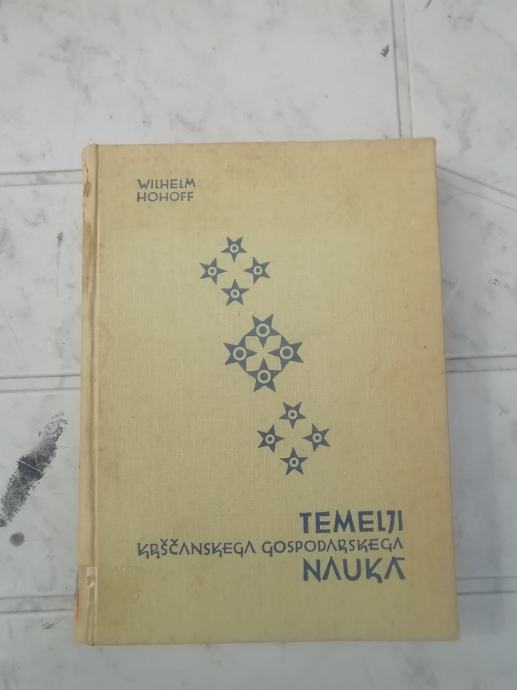 WILHELM
HOHOFF
TEMELJI
KRŠČANSKEGA GOSPODARSKEGA
NAUKA